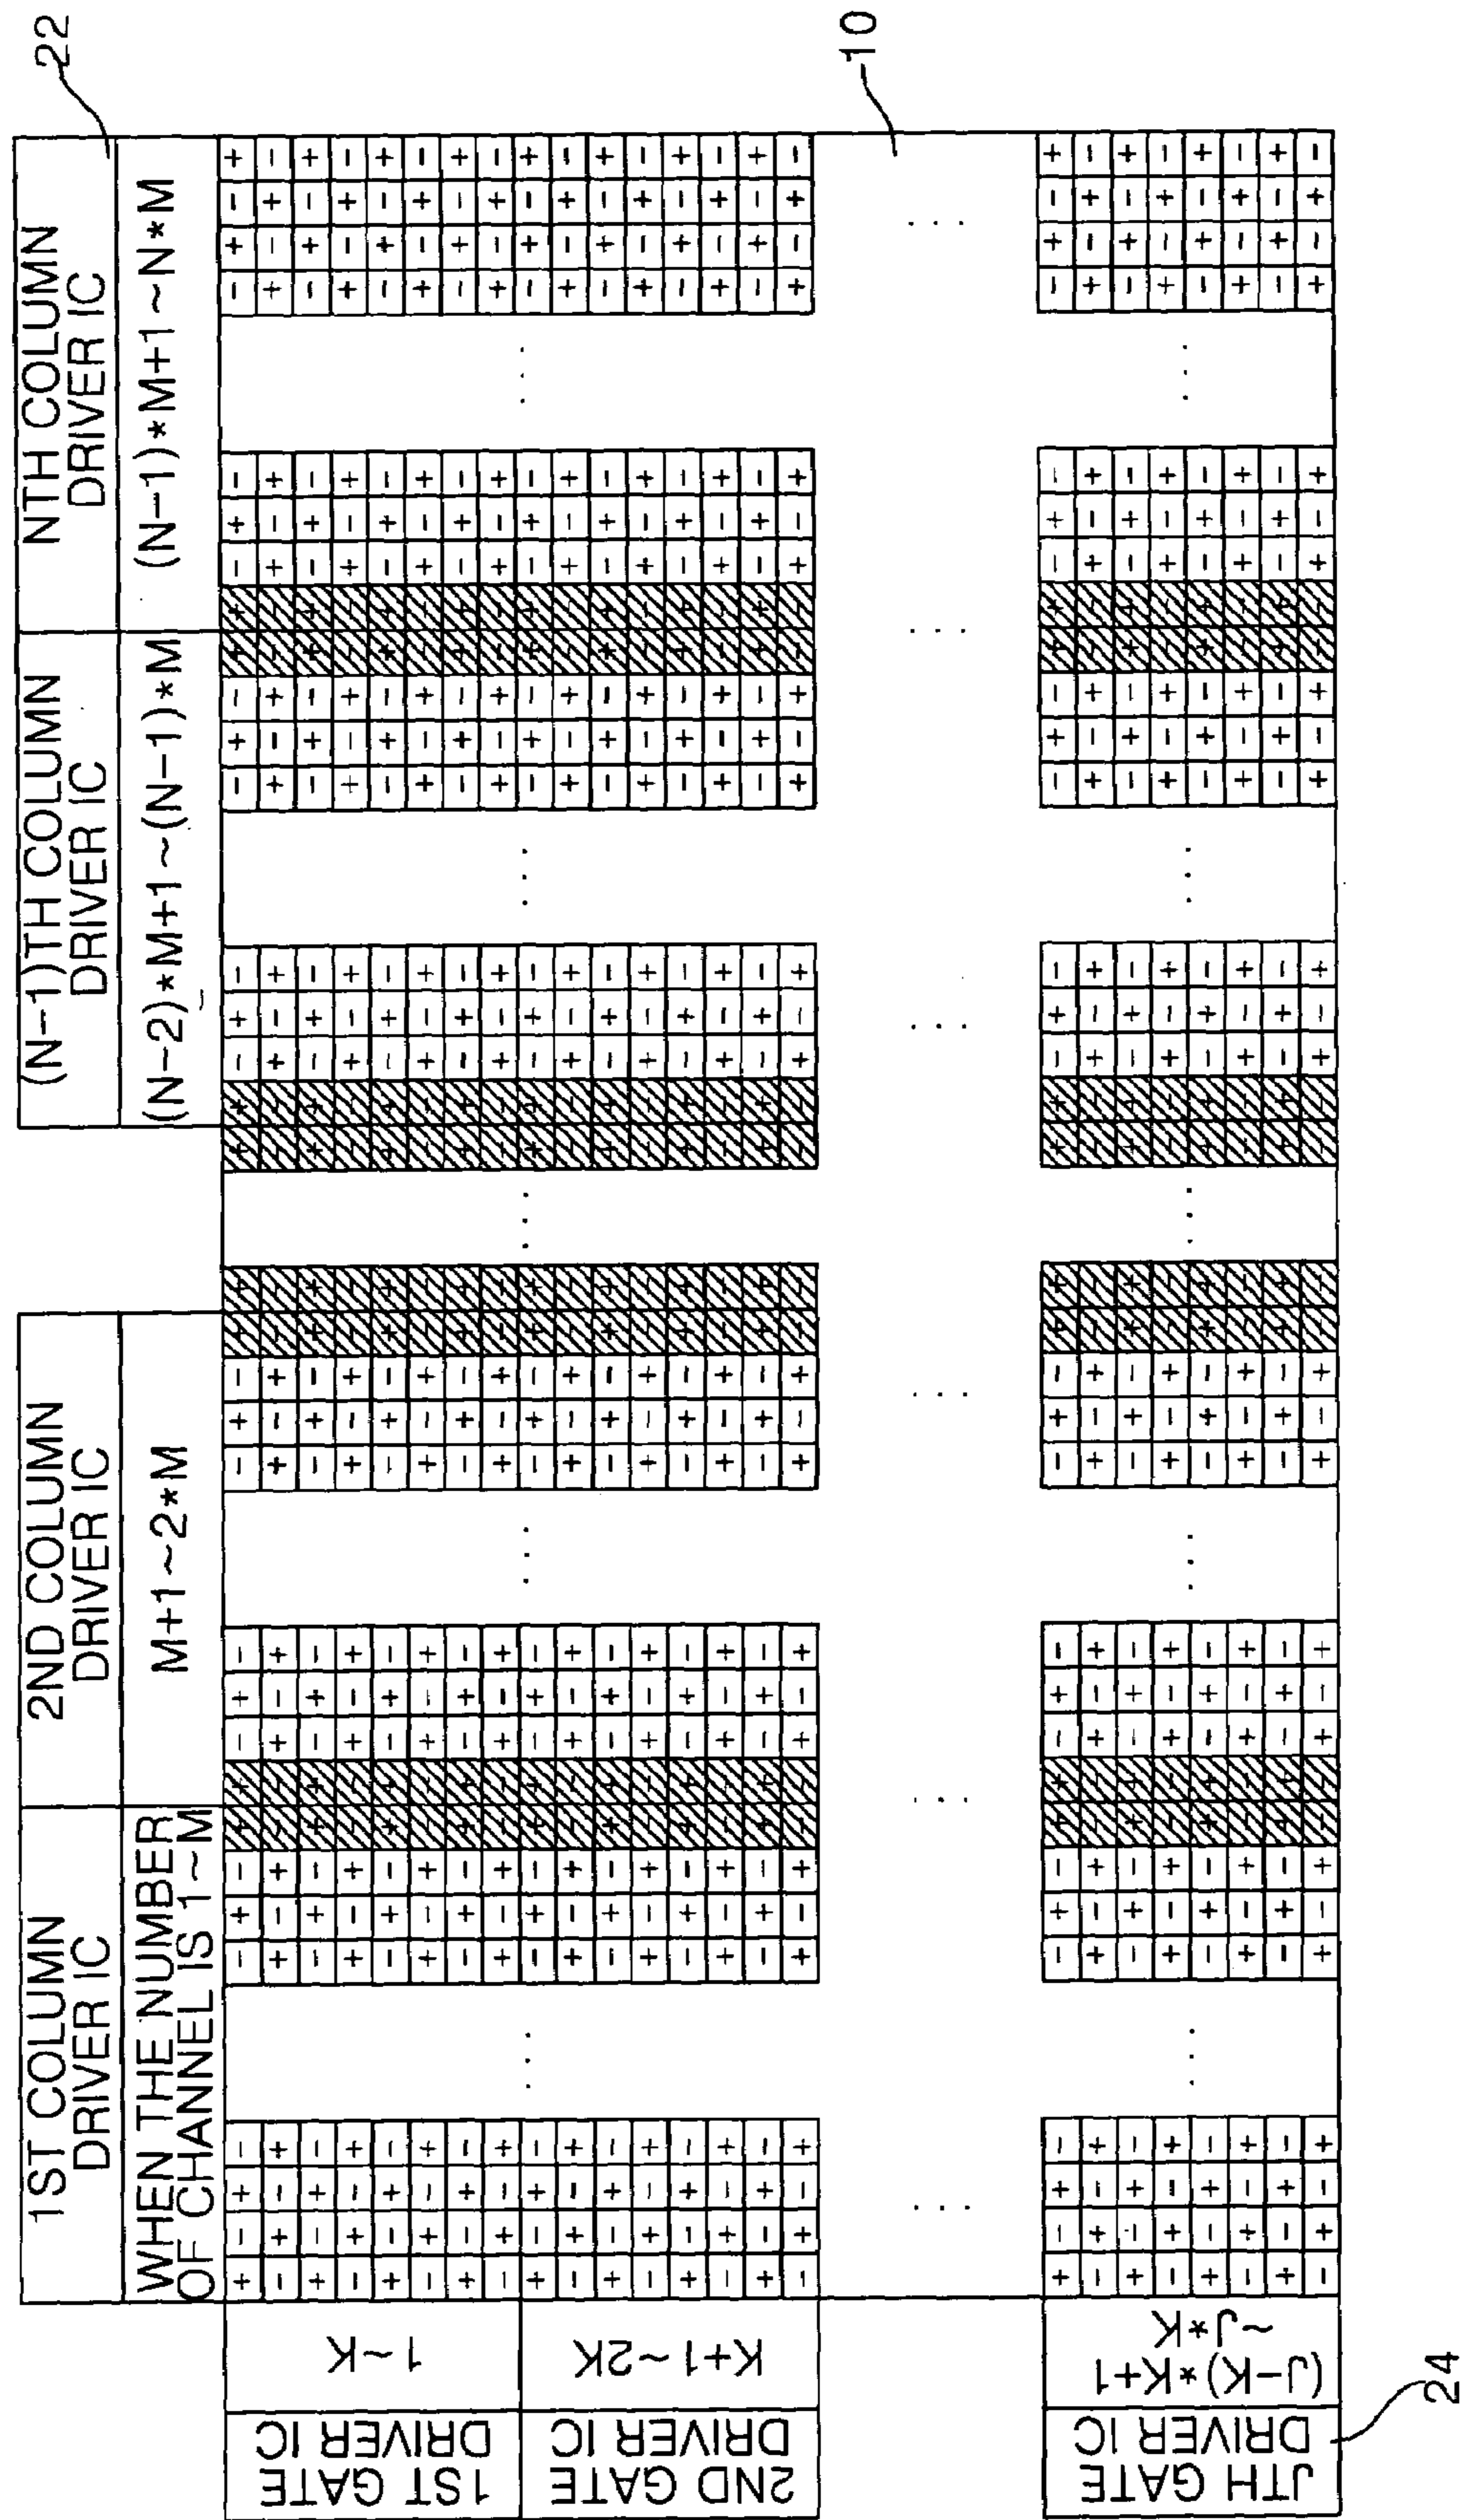 1ST COLUMN
DRIVER IC
2ND COLUMN
DRIVER IC
(N-1)TH COLUMN
DRIVER IC
NTH COLUMN
DRIVER IC
22
WHEN THE NUMBER
OF CHANNEL IS 1~M
M+1~2*M
(N-2)*M+1~(N-1)*M
(N-1)*M+1~N*M
1ST GATE
DRIVER IC
1~K
2ND GATE
DRIVER IC
K+1~2K
10
JTH GATE
DRIVER IC
(J-K)*K+1
~J*K
24